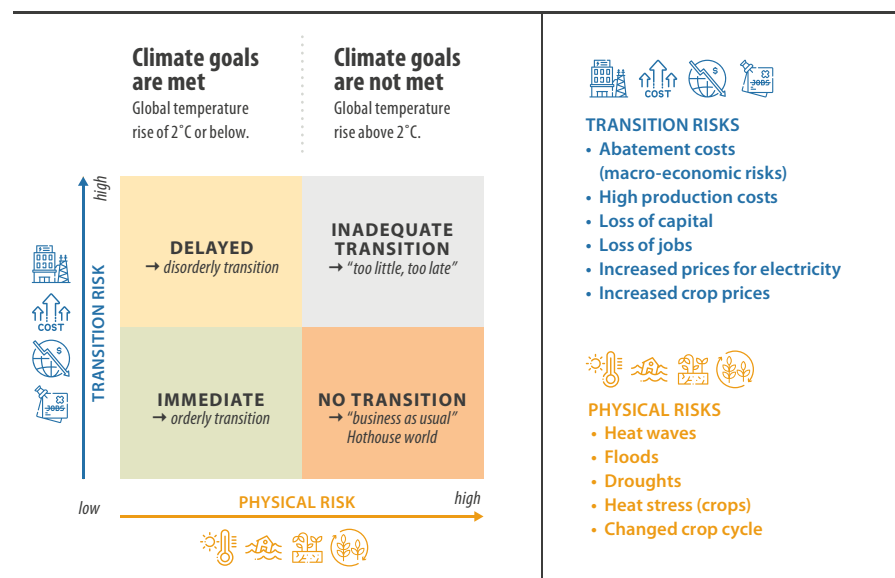 Climate goals
are met
Global temperature
rise of 2˚C or below.
Climate goals
are not met
Global temperature
rise above 2˚C.
high
TRANSITION RISK
COST
JOBS
DELAYED
→ disorderly transition
INADEQUATE
TRANSITION
→ “too little, too late”
IMMEDIATE
→ orderly transition
NO TRANSITION
→ “business as usual”
Hothouse world
low
PHYSICAL RISK
high
$
COST
$
JOBS
TRANSITION RISKS
• Abatement costs
(macro-economic risks)
• High production costs
• Loss of capital
• Loss of jobs
• Increased prices for electricity
• Increased crop prices
PHYSICAL RISKS
• Heat waves
• Floods
• Droughts
• Heat stress (crops)
• Changed crop cycle